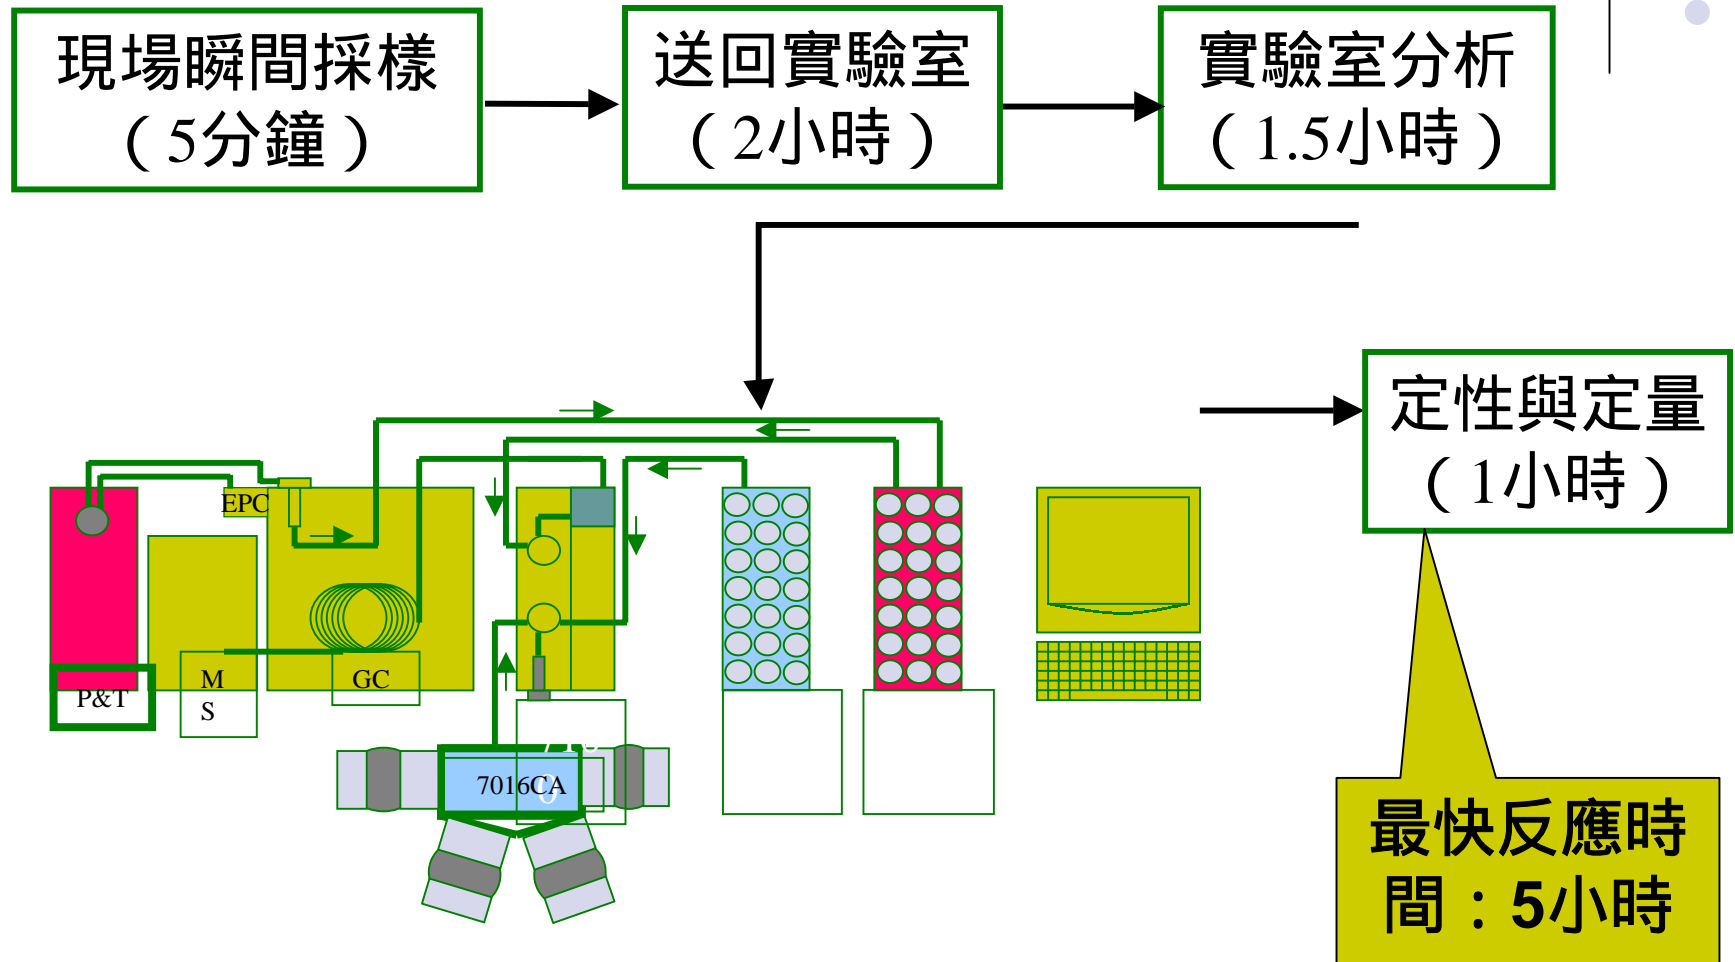 現場瞬間採樣
（5分鐘）
送回實驗室
（2小時）
實驗室分析
（1.5小時）
定性與定量
（1小時）
EPC
P&T
M
S
GC
7016CA
0
最快反應時
間：5小時